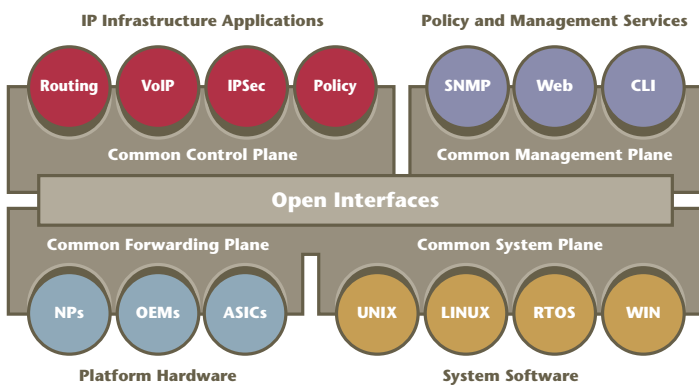 IP Infrastructure Applications
Policy and Management Services
Routing VoIP IPSec Policy
SNMP Web CLI
Common Control Plane
Common Management Plane
Open Interfaces
Common Forwarding Plane
Common System Plane
NPs OEMs ASICs
UNIX LINUX RTOS WIN
Platform Hardware
System Software